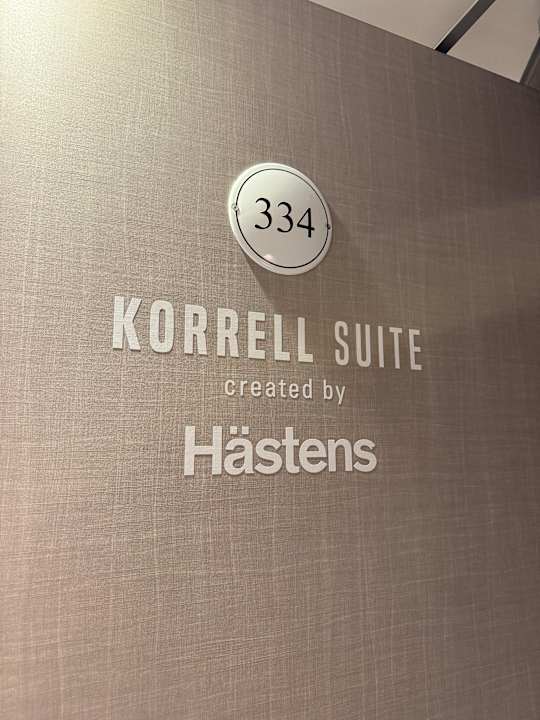 334
KORRELL SUITE
created by
Hästens